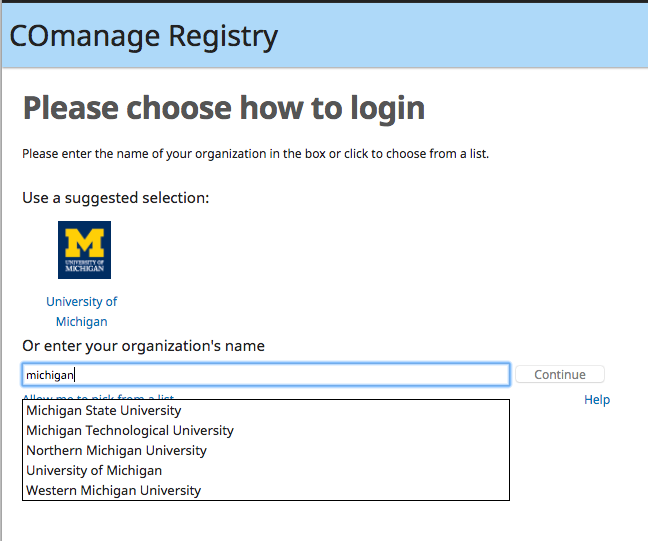 COmanage Registry
Please choose how to login
Please enter the name of your organization in the box or click to choose from a list.
Use a suggested selection:
M
UNIVERSITY OF
MICHIGAN
University of
Michigan
Or enter your organization's name
michigan
Continue
Allow me to pick from a list
Help
Michigan State University
Michigan Technological University
Northern Michigan University
University of Michigan
Western Michigan University